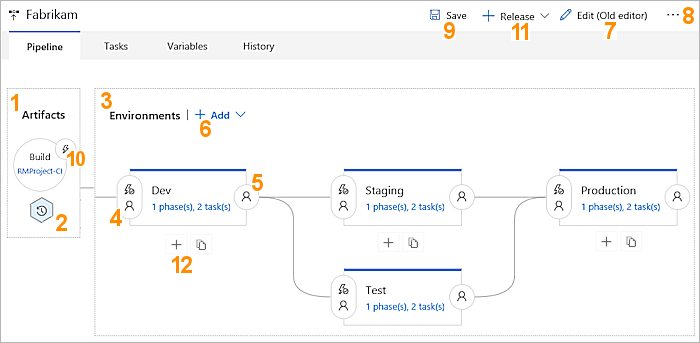 Fabrikam
Save
Release
Edit (Old editor)
...
9
11
7
8
Pipeline
Tasks
Variables
History
1
Artifacts
3
Environments | + Add
6
10
Build
RMProject-CI
2
Dev
1 phase(s), 2 task(s)
4
5
12
Staging
1 phase(s), 2 task(s)
Production
1 phase(s), 2 task(s)
Test
1 phase(s), 2 task(s)